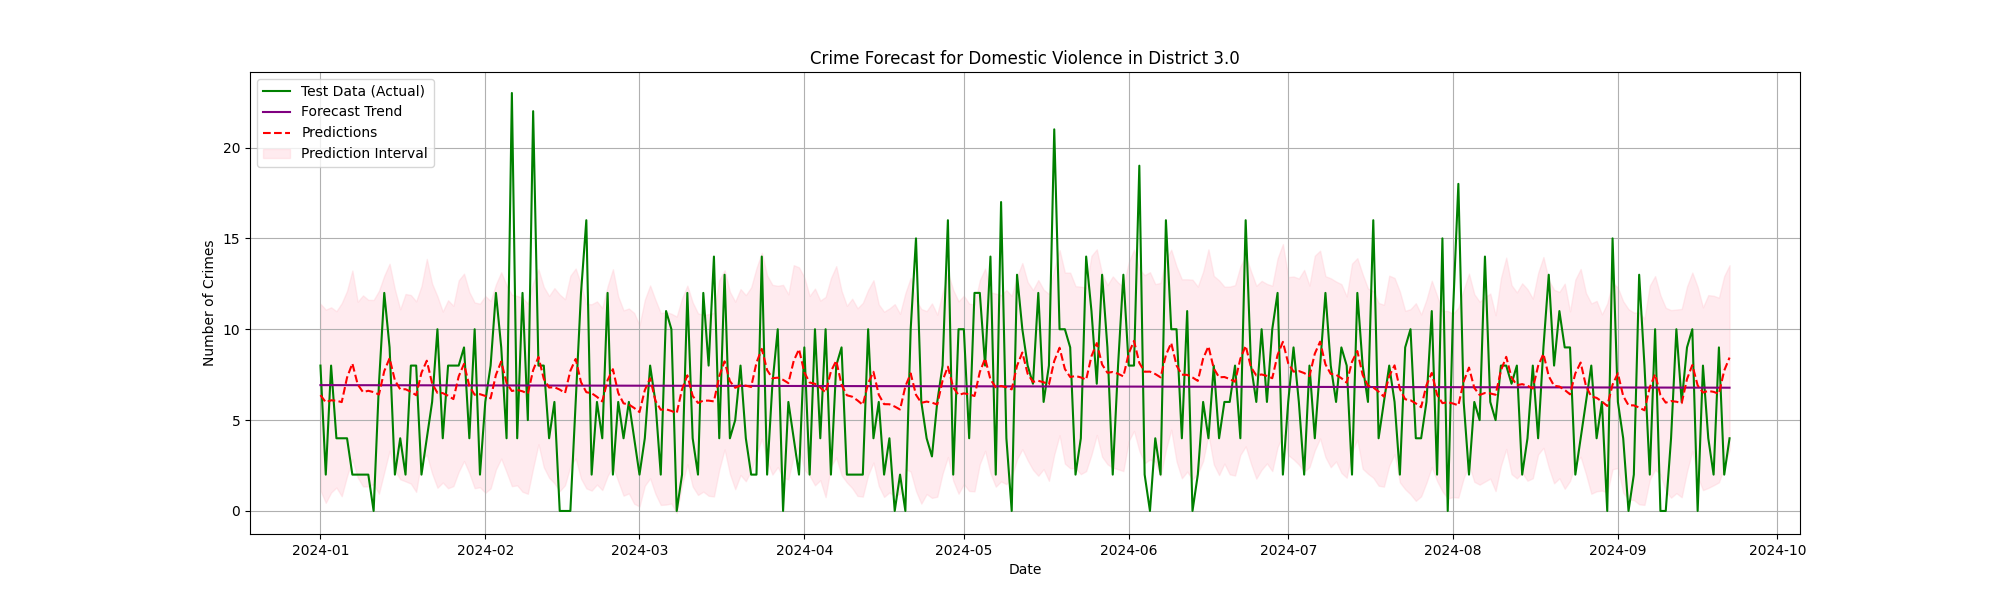 Crime Forecast for Domestic Violence in District 3.0
Test Data (Actual)
Forecast Trend
Predictions
Prediction Interval
Number of Crimes
20
15
10
5
0
2024-01 2024-02 2024-03 2024-04 2024-05 2024-06 2024-07 2024-08 2024-09 2024-10
Date